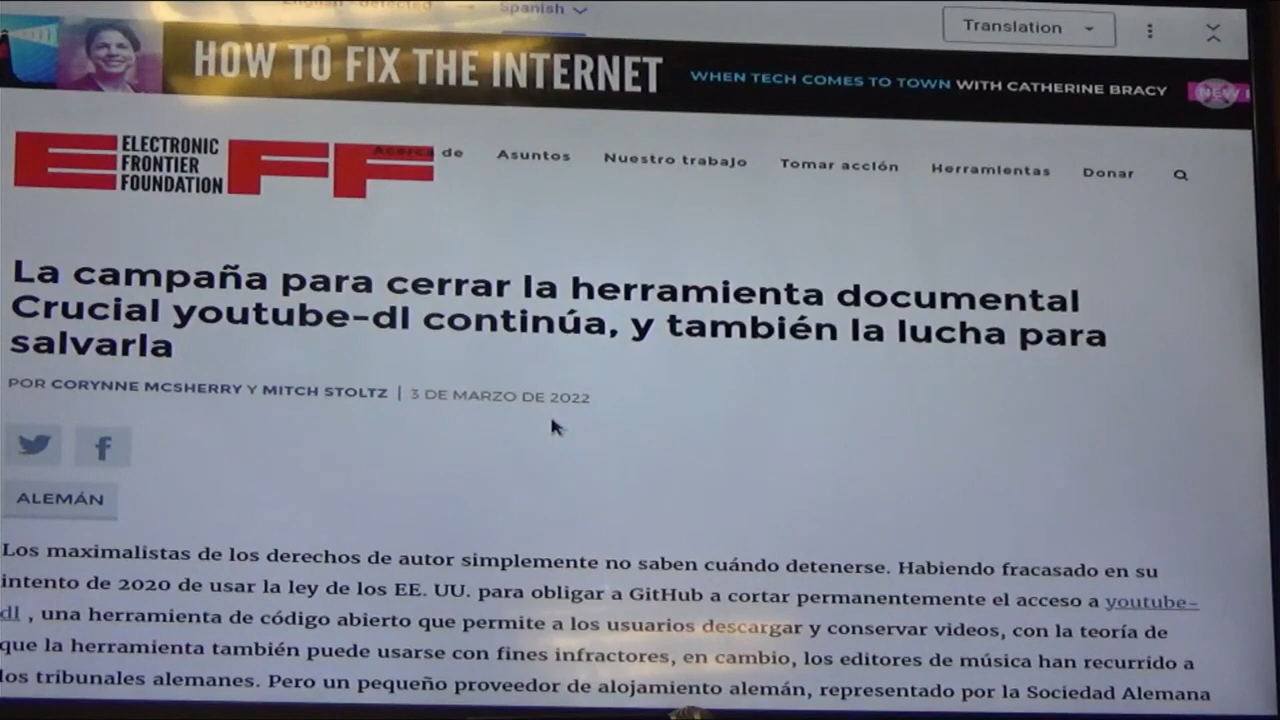 English - detected
Spanish
Translation
HOW TO FIX THE INTERNET
WHEN TECH COMES TO TOWN WITH CATHERINE BRACY
NEW
EFF
ELECTRONIC
FRONTIER
FOUNDATION
Acerca de Asuntos Nuestro trabajo Tomar acción Herramientas Donar
La campaña para cerrar la herramienta documental
Crucial youtube-dl continúa, y también la lucha para
salvarla
POR CORYNNE MCSHERRY Y MITCH STOLTZ | 3 DE MARZO DE 2022
ALEMÁN
Los maximalistas de los derechos de autor simplemente no saben cuándo detenerse. Habiendo fracasado en su
intento de 2020 de usar la ley de los EE. UU. para obligar a GitHub a cortar permanentemente el acceso a youtube-
dl , una herramienta de código abierto que permite a los usuarios descargar y conservar videos, con la teoría de
que la herramienta también puede usarse con fines infractores, en cambio, los editores de música han recurrido a
los tribunales alemanes. Pero un pequeño proveedor de alojamiento alemán, representado por la Sociedad Alemana